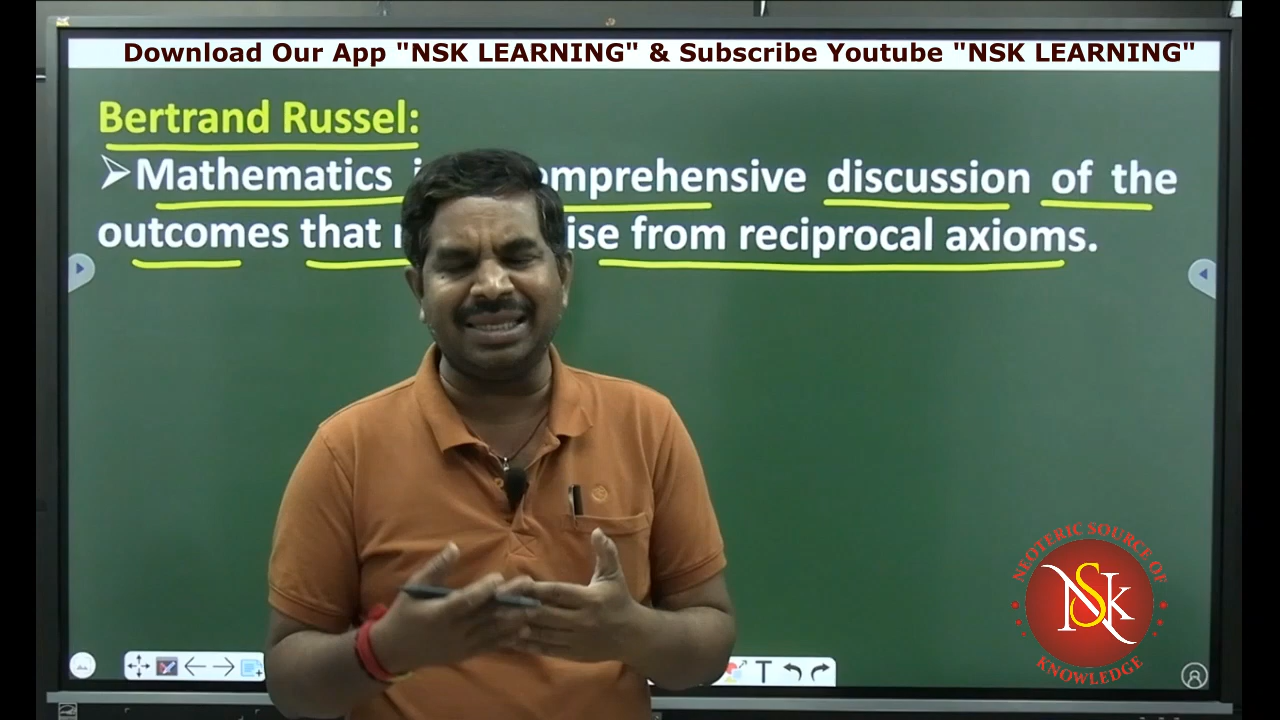 Download Our App "NSK LEARNING" & Subscribe Youtube "NSK LEARNING"
Bertrand Russel:
➢Mathematics comprehensive discussion of the
outcomes that from reciprocal axioms.
NEOTERIC SOURCE OF
NSK
KNOWLEDGE
T